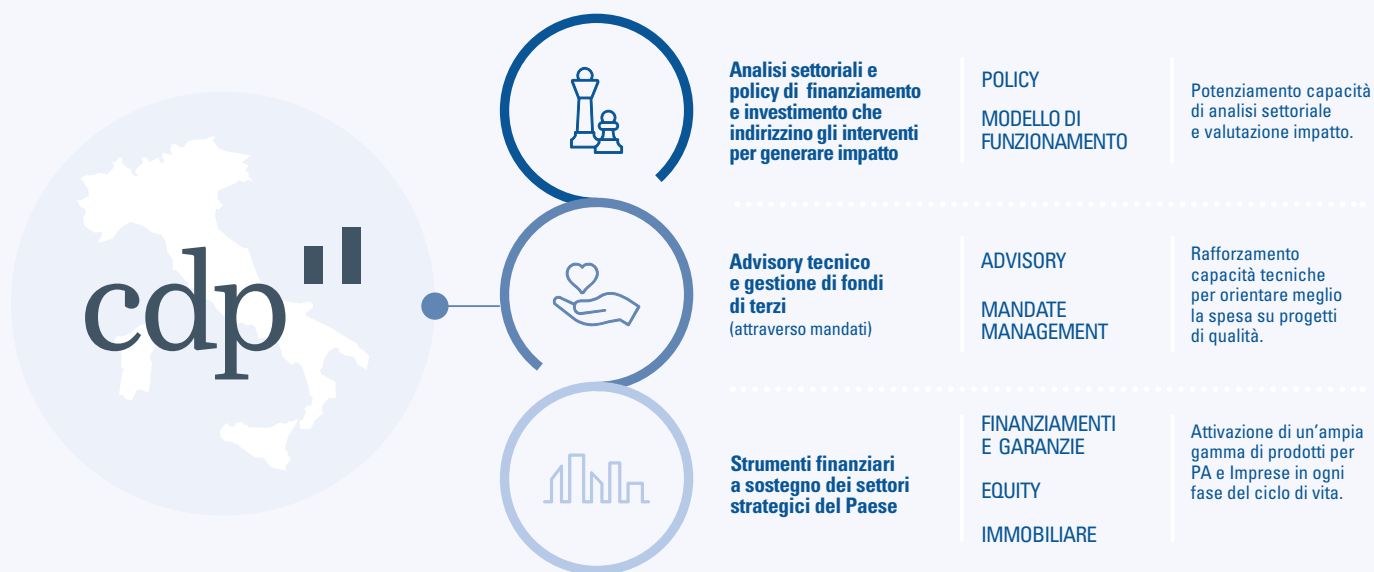 cdp
Analisi settoriali e
policy di finanziamento
e investimento che
indirizzino gli interventi
per generare impatto
POLICY
MODELLO DI
FUNZIONAMENTO
Potenziamento capacità
di analisi settoriale
e valutazione impatto.
Advisory tecnico
e gestione di fondi
di terzi
(attraverso mandati)
ADVISORY
MANDATE
MANAGEMENT
Rafforzamento
capacità tecniche
per orientare meglio
la spesa su progetti
di qualità.
Strumenti finanziari
a sostegno dei settori
strategici del Paese
FINANZIAMENTI
E GARANZIE
EQUITY
IMMOBILIARE
Attivazione di un’ampia
gamma di prodotti per
PA e Imprese in ogni
fase del ciclo di vita.